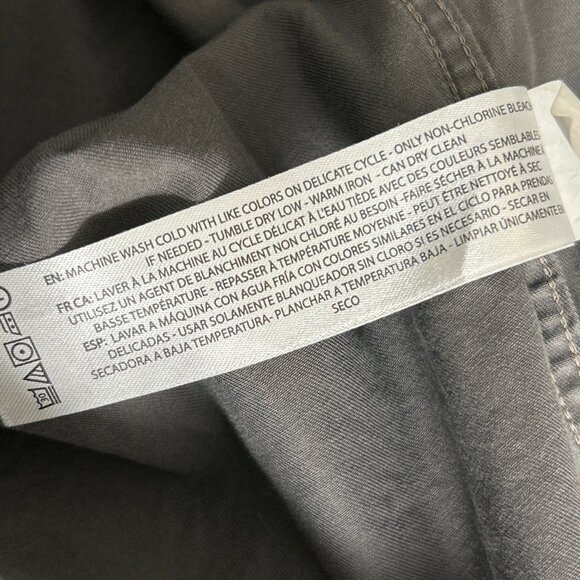 EN: MACHINE WASH COLD WITH LIKE COLORS ON DELICATE CYCLE - ONLY NON-CHLORINE BLEACH
IF NEEDED - TUMBLE DRY LOW - WARM IRON - CAN DRY CLEAN
FR CA: LAVER À LA MACHINE AU CYCLE DÉLICAT À L'EAU TIÈDE AVEC DES COULEURS SEMBLABLES
UTILISEZ UN AGENT DE BLANCHIMENT NON CHLORÉ AU BESOIN - FAIRE SÉCHER À LA MACHINE À
BASSE TEMPÉRATURE - REPASSER À TEMPÉRATURE MOYENNE - PEUT ÊTRE NETTOYÉ À SEC
ESP: LAVAR A MÁQUINA CON AGUA FRÍA CON COLORES SIMILARES EN EL CICLO PARA PRENDAS
DELICADAS - USAR SOLAMENTE BLANQUEADOR SIN CLORO SI ES NECESARIO - SECAR EN
SECADORA A BAJA TEMPERATURA- PLANCHAR A TEMPERATURA BAJA - LIMPIAR ÚNICAMENTE EN
SECO